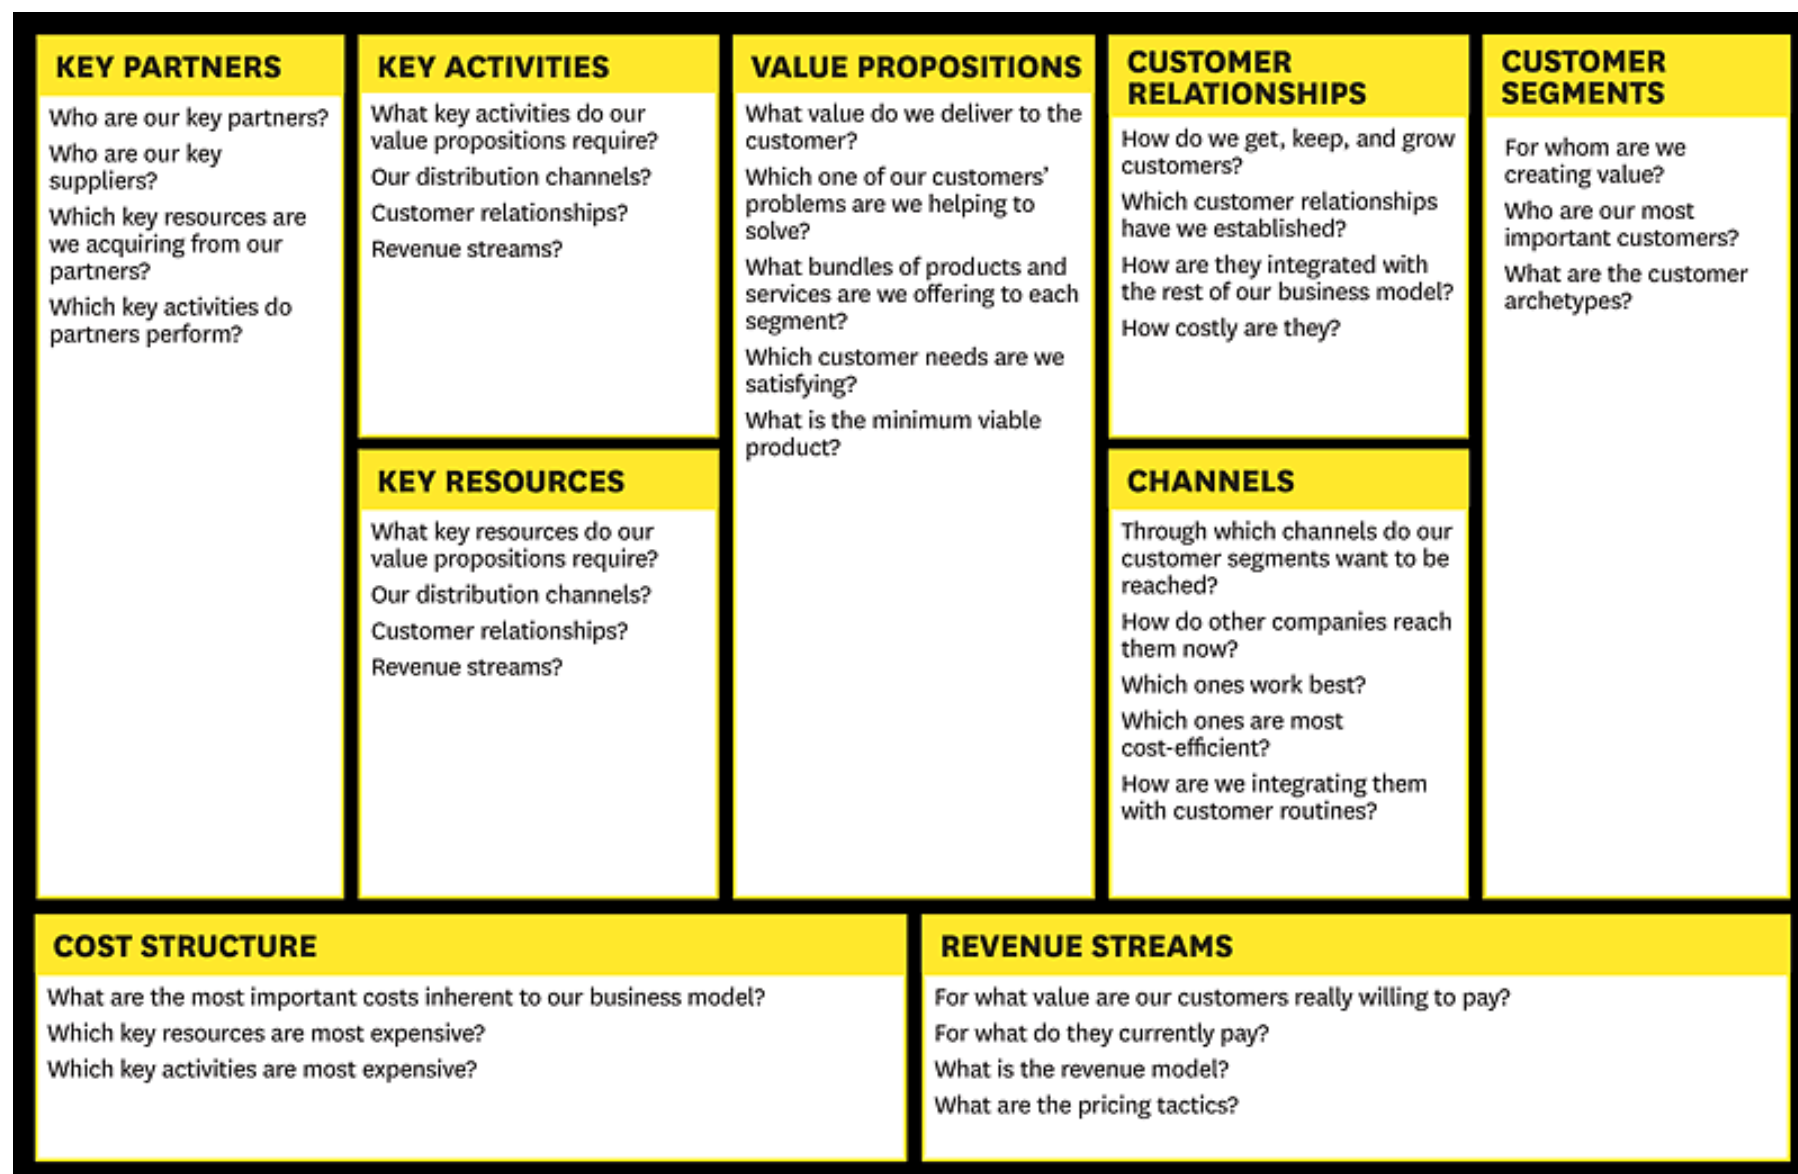 KEY PARTNERS
Who are our key partners?
Who are our key
suppliers?
Which key resources are
we acquiring from our
partners?
Which key activities do
partners perform?
KEY ACTIVITIES
What key activities do our
value propositions require?
Our distribution channels?
Customer relationships?
Revenue streams?
KEY RESOURCES
What key resources do our
value propositions require?
Our distribution channels?
Customer relationships?
Revenue streams?
VALUE PROPOSITIONS
What value do we deliver to the
customer?
Which one of our customers’
problems are we helping to
solve?
What bundles of products and
services are we offering to each
segment?
Which customer needs are we
satisfying?
What is the minimum viable
product?
CUSTOMER
RELATIONSHIPS
How do we get, keep, and grow
customers?
Which customer relationships
have we established?
How are they integrated with
the rest of our business model?
How costly are they?
CHANNELS
Through which channels do our
customer segments want to be
reached?
How do other companies reach
them now?
Which ones work best?
Which ones are most
cost-efficient?
How are we integrating them
with customer routines?
CUSTOMER
SEGMENTS
For whom are we
creating value?
Who are our most
important customers?
What are the customer
archetypes?
COST STRUCTURE
What are the most important costs inherent to our business model?
Which key resources are most expensive?
Which key activities are most expensive?
REVENUE STREAMS
For what value are our customers really willing to pay?
For what do they currently pay?
What is the revenue model?
What are the pricing tactics?